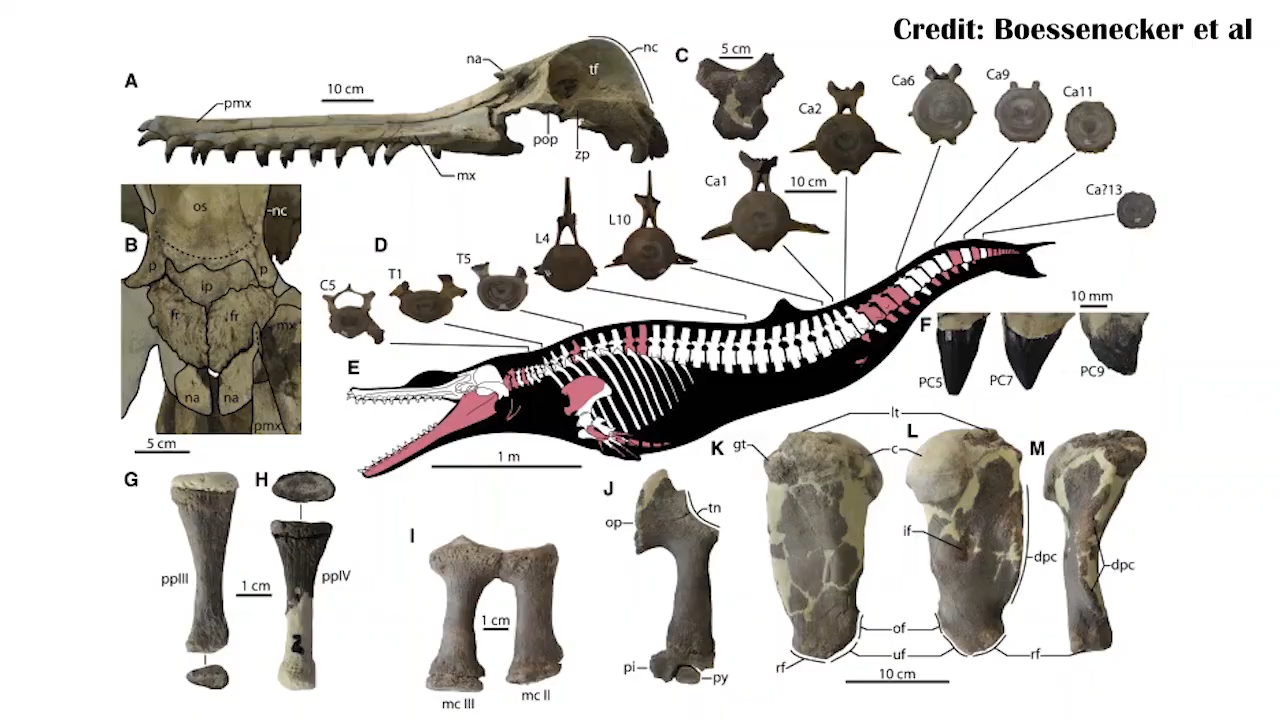 Credit: Boessenecker et al
A
10 cm
pmx
na
nc
tf
pop
zp
mx
C
5 cm
Ca2
Ca6
Ca9
Ca11
Ca1
10 cm
Ca?13
B
os
nc
p
p
ip
fr
fr
mx
na
na
pmx
5 cm
D
C5
T1
T5
L4
L10
E
1 m
F
10 mm
PC5
PC7
PC9
G
ppIII
1 cm
H
ppIV
I
1 cm
mc III
mc II
J
op
tn
pi
py
K
lt
gt
c
L
M
if
dpc
dpc
of
uf
rf
rf
10 cm